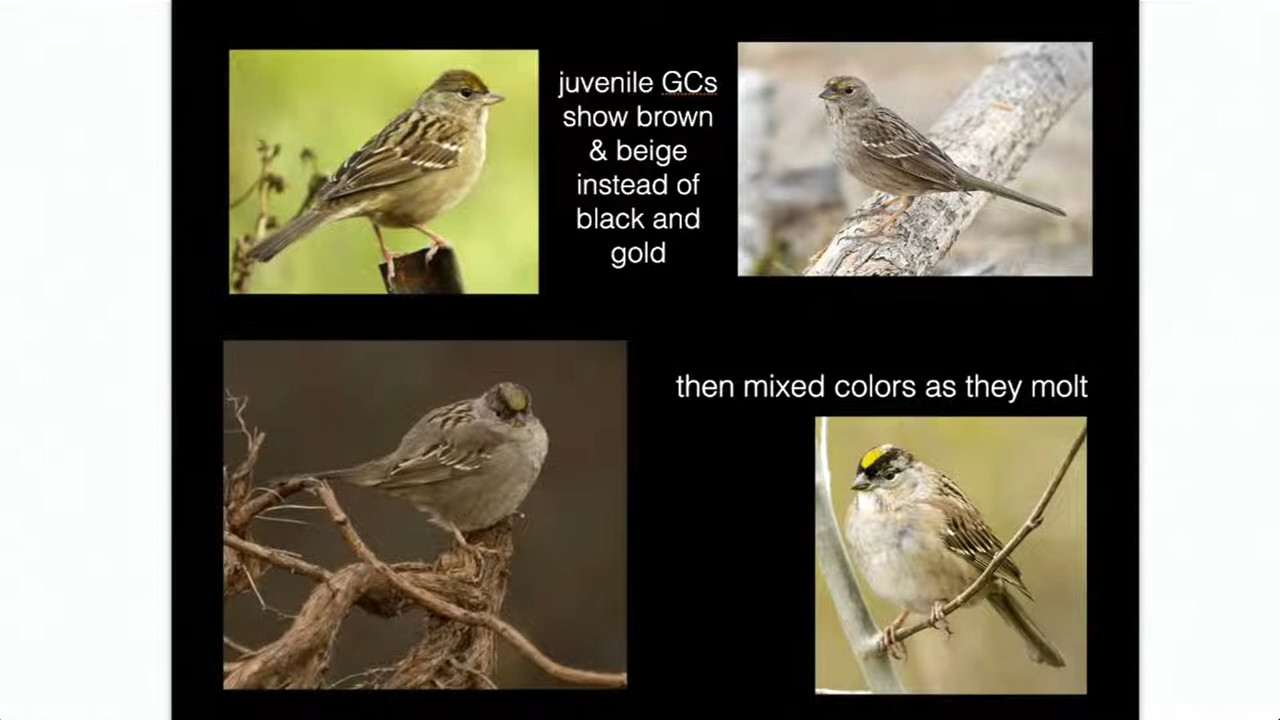 juvenile GCs
show brown
& beige
instead of
black and
gold
then mixed colors as they molt